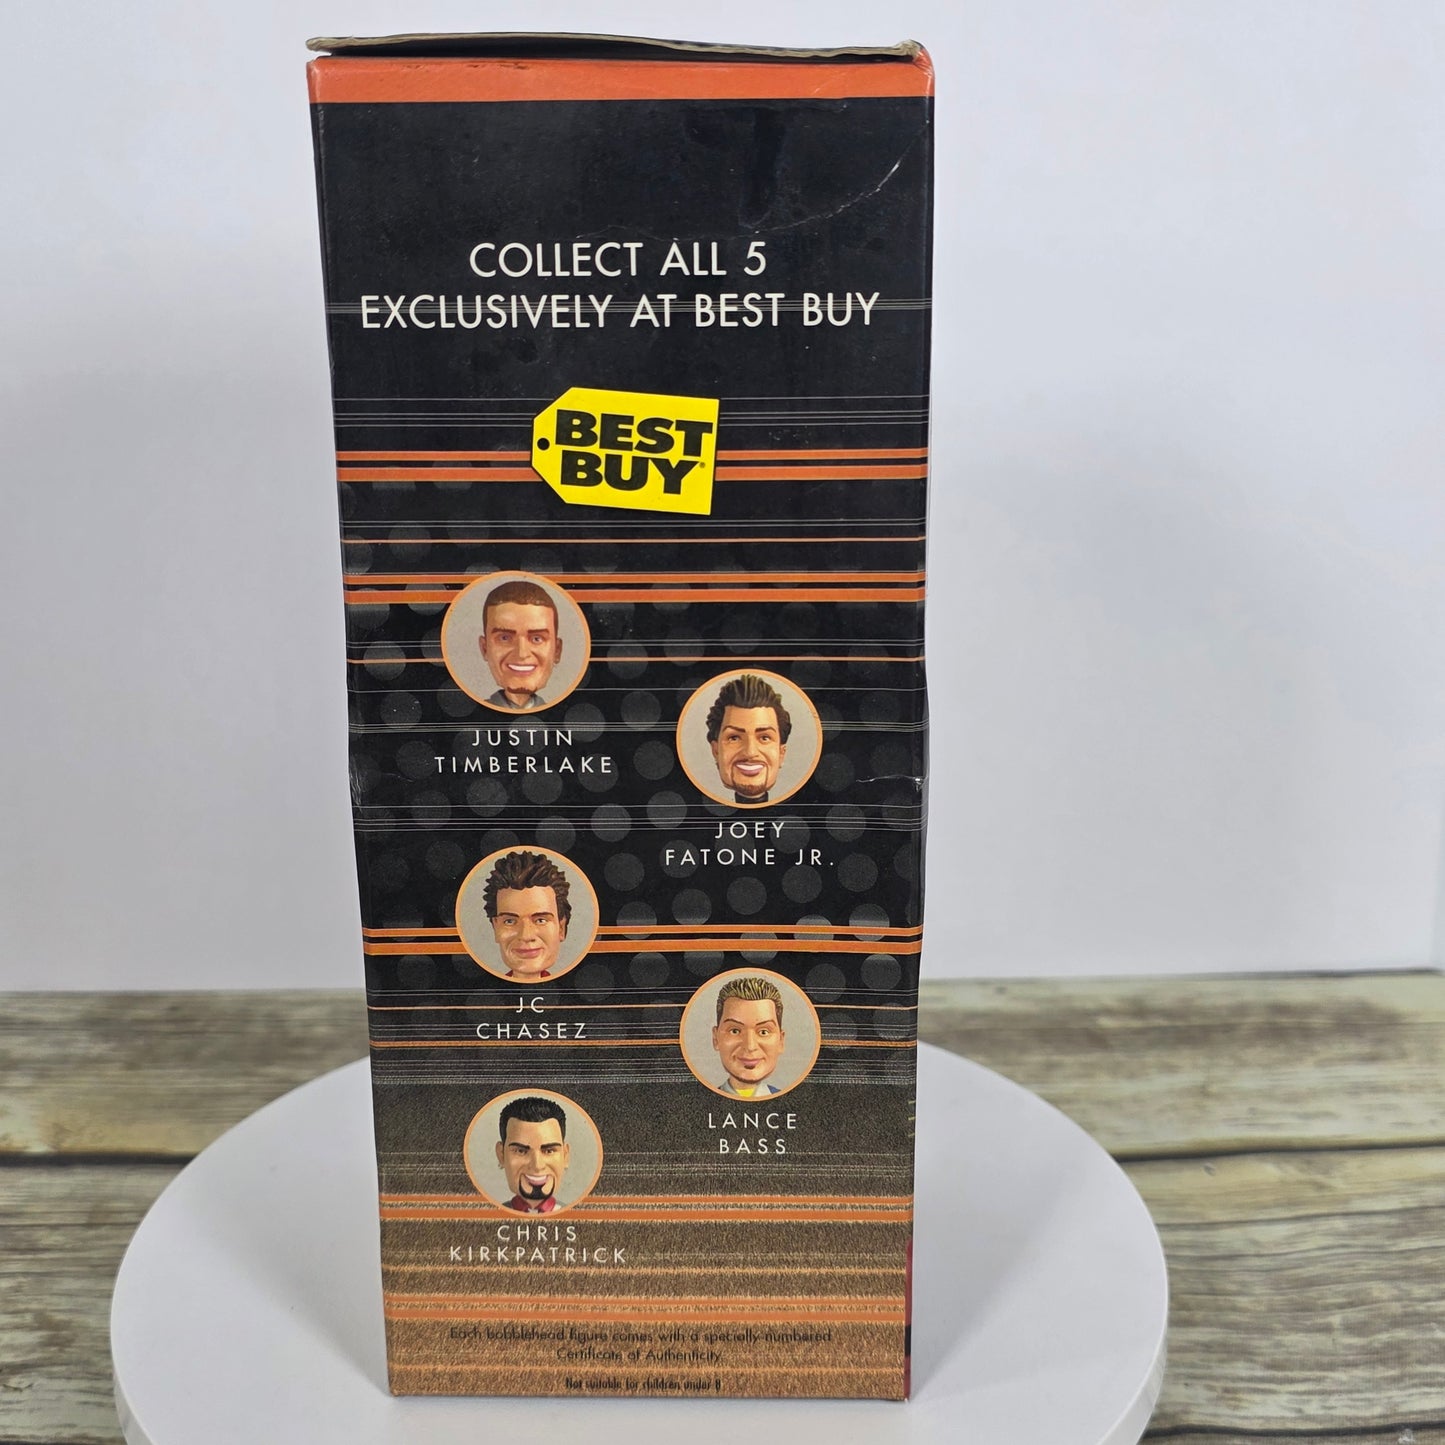 COLLECT ALL 5
EXCLUSIVELY AT BEST BUY
BEST
BUY®
JUSTIN
TIMBERLAKE
JOEY
FATONE JR.
JC
CHASEZ
LANCE
BASS
CHRIS
KIRKPATRICK
Each bobblehead figure comes with a specially numbered
Certificate of Authenticity
Not suitable for children under 8